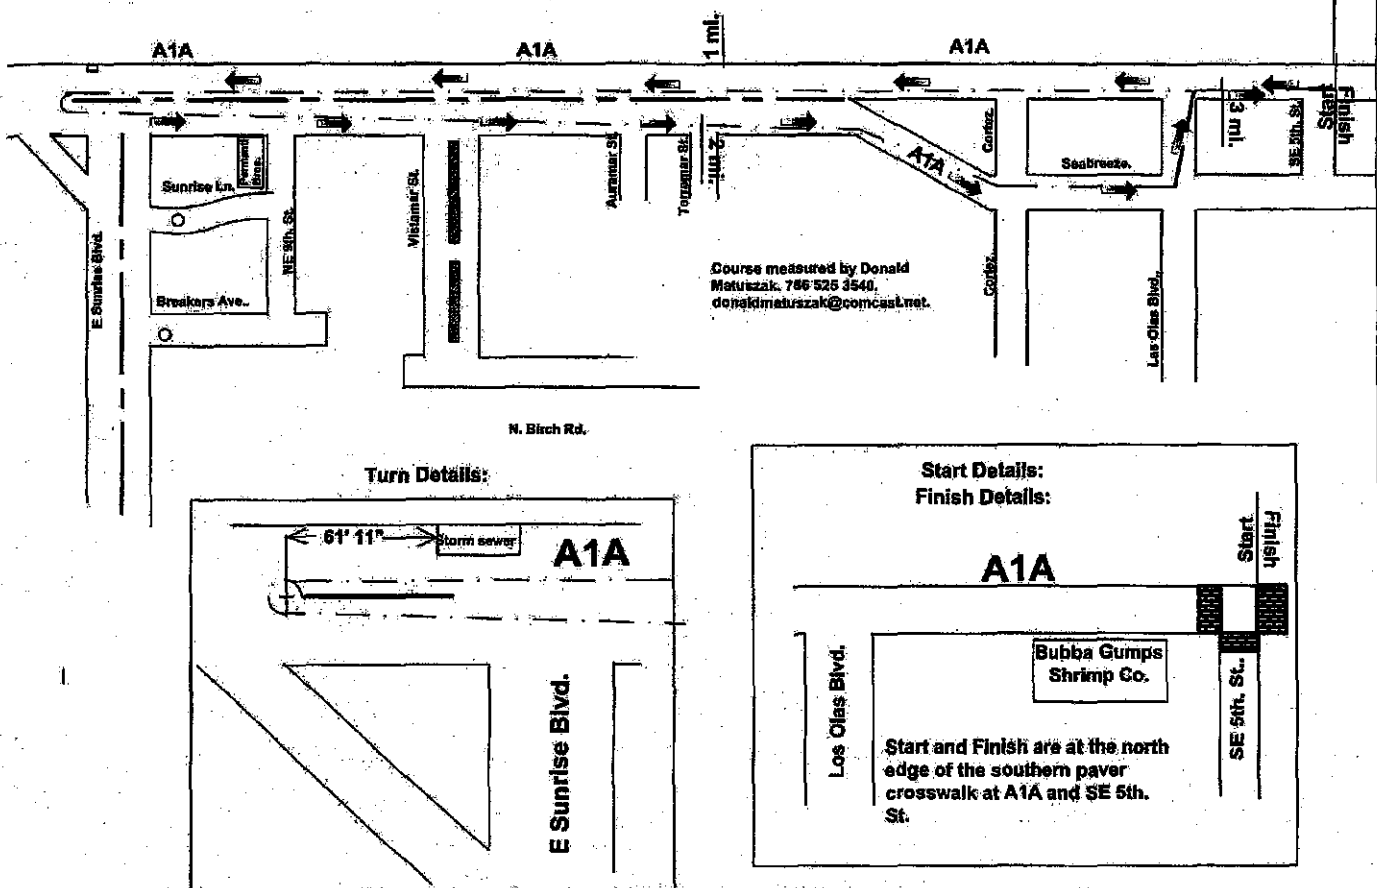 A1A
A1A
1 mi.
A1A
Start
Finish
3 mi.
SE 5th. St.
Cortez.
Seabreeze.
A1A
2 mi.
Auramar St.
Sunrise Ln.
NE 9th. St.
Vistamar St.
E Sunrise Blvd.
Breakers Ave..
Course measured by Donald
Matuszak. 786 525 3540.
donaldmatuszak@comcast.net.
Cortez.
Las Olas Blvd.
N. Birch Rd.
Turn Details:
61' 11"
Storm sewer
A1A
E Sunrise Blvd.
Start Details:
Finish Details:
Start
Finish
A1A
Los Olas Blvd.
Bubba Gumps
Shrimp Co.
SE 5th. St..
Start and Finish are at the north
edge of the southern paver
crosswalk at A1A and SE 5th.
St.